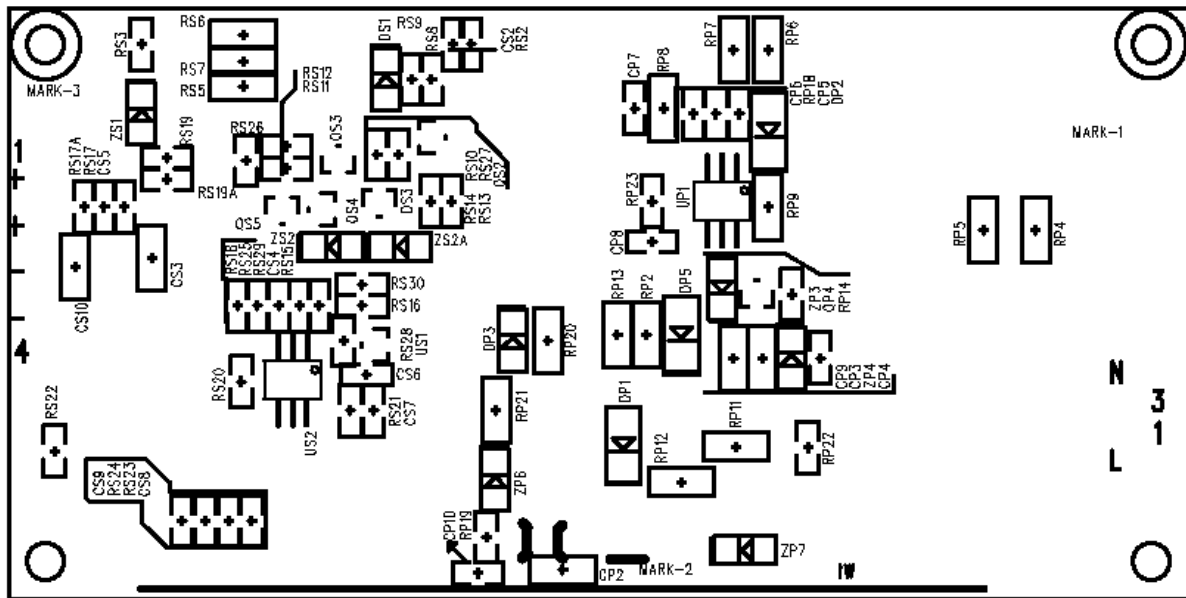 RS6
RS3
RS7
RS5
MARK-3
ZS1
RS19
RS19A
RS17A
RS17
CS5
RS26
RS12
RS11
DS1
RS9
RS8
CS2
RS2
QS3
RS10
RS27
QS2
QS5
QS4
DS3
RS14
RS13
ZS2
ZS2A
1
+
+
4
CS10
CS3
RS18
RS25
RS29
CS4
RS15
RS30
RS16
RS28
US1
CS6
RS20
US2
RS21
CS7
RS22
CS9
RS24
RS23
CS8
RP7
RP6
CP7
RP8
CP6
RP18
CP5
DP2
MARK-1
RP23
UP1
RP9
CP8
RP5
RP4
RP13
RP2
DP5
ZP3
QP4
RP14
CP9
CP3
ZP4
CP4
DP3
RP20
RP21
DP1
RP11
RP12
RP22
ZP6
CP10
RP19
CP2
MARK-2
ZP7
N
3
1
L